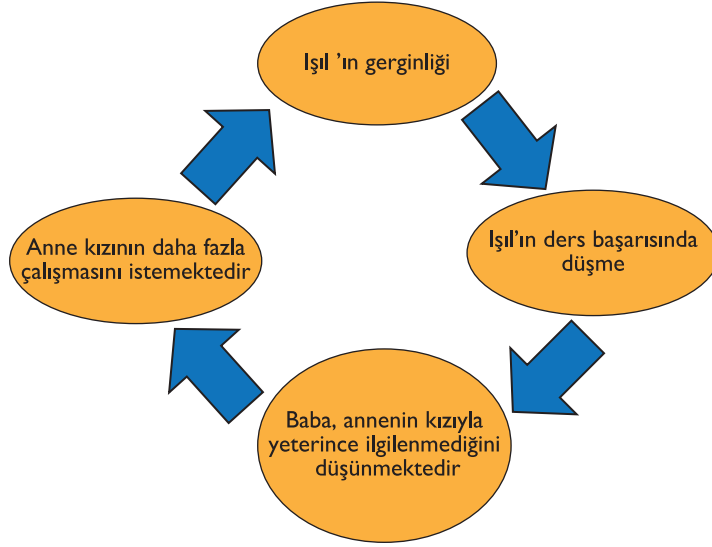 Işıl ’ın gerginliği
Işıl’ın ders başarısında
düşme
Baba, annenin kızıyla
yeterince ilgilenmediğini
düşünmektedir
Anne kızının daha fazla
çalışmasını istemektedir